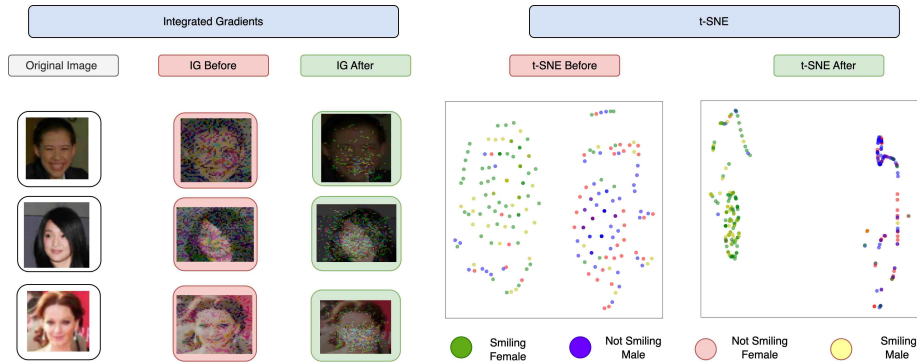 Integrated Gradients
t-SNE
Original Image
IG Before
IG After
t-SNE Before
t-SNE After
Smiling
Female
Not Smiling
Male
Not Smiling
Female
Smiling
Male